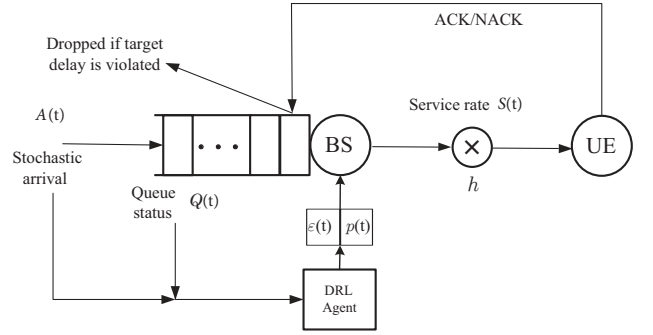 ACK/NACK
Dropped if target
delay is violated
A(t)
Service rate S(t)
Stochastic
arrival
BS
UE
h
Queue
status
Q(t)
ε(t) p(t)
DRL
Agent